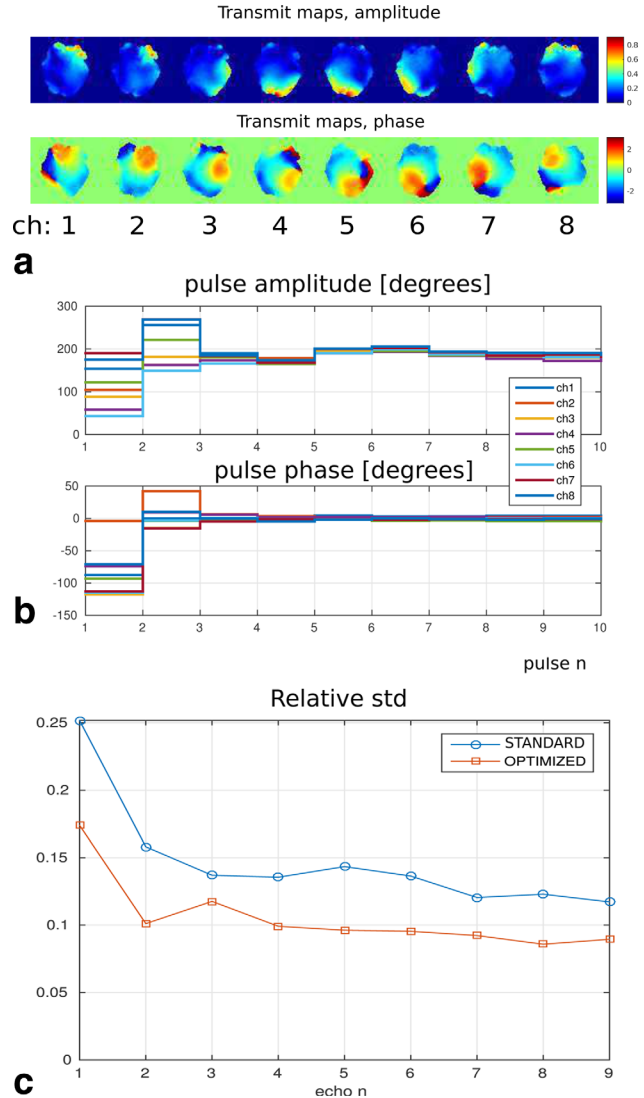 Transmit maps, amplitude
0.8
0.6
0.4
0.2
0
Transmit maps, phase
2
0
-2
ch: 1 2 3 4 5 6 7 8
a
pulse amplitude [degrees]
300
200
100
0
1 2 3 4 5 6 7 8 9 10
ch1
ch2
ch3
ch4
ch5
ch6
ch7
ch8
pulse phase [degrees]
50
0
-50
-100
-150
1 2 3 4 5 6 7 8 9 10
b
pulse n
Relative std
0.25
0.2
0.15
0.1
0.05
0
STANDARD
OPTIMIZED
1 2 3 4 5 6 7 8 9
echo n
c